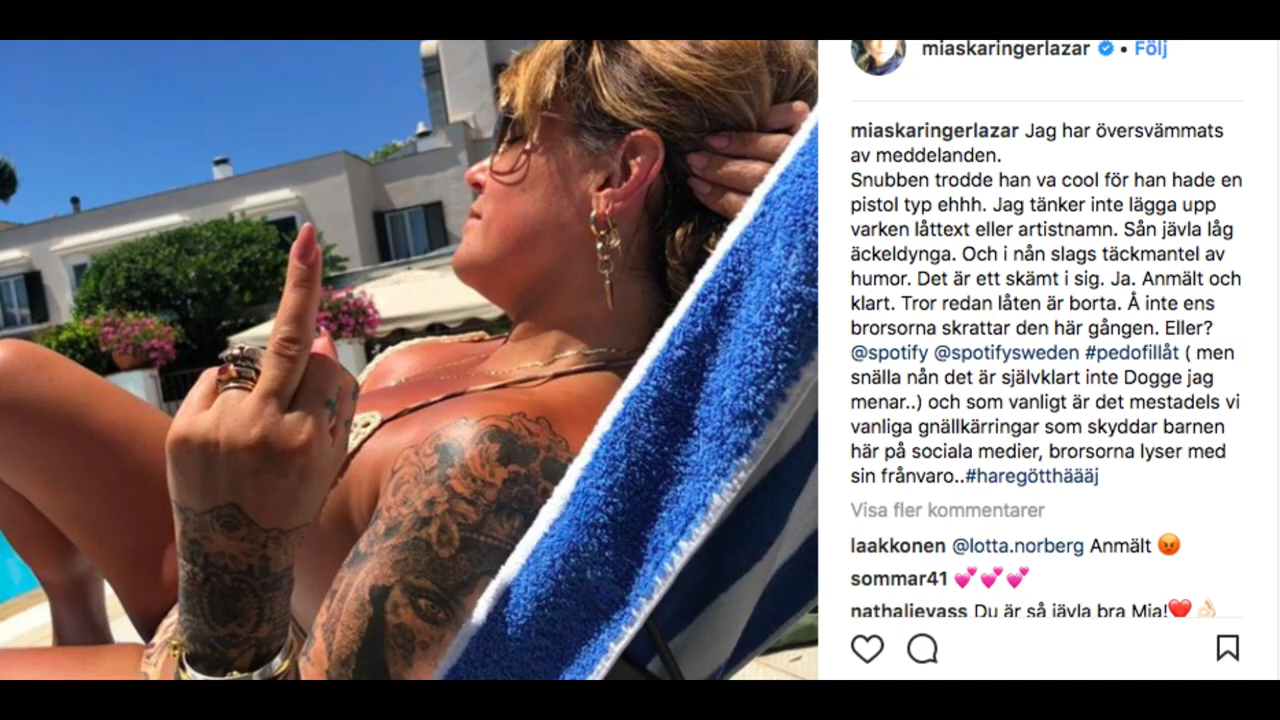 miaskaringerlazar • Följ
miaskaringerlazar Jag har översvämmats
av meddelanden.
Snubben trodde han va cool för han hade en
pistol typ ehhh. Jag tänker inte lägga upp
varken låttext eller artistnamn. Sån jävla låg
äckeldynga. Och i nån slags täckmantel av
humor. Det är ett skämt i sig. Ja. Anmält och
klart. Tror redan låten är borta. Å inte ens
brorsorna skrattar den här gången. Eller?
@spotify @spotifysweden #pedofillåt ( men
snälla nån det är självklart inte Dogge jag
menar..) och som vanligt är det mestadels vi
vanliga gnällkärringar som skyddar barnen
här på sociala medier, brorsorna lyser med
sin frånvaro..#haregötthäääj
Visa fler kommentarer
laakkonen @lotta.norberg Anmält 😡
sommar41 💕💕💕
nathalievass Du är så jävla bra Mia!❤️👌🏻